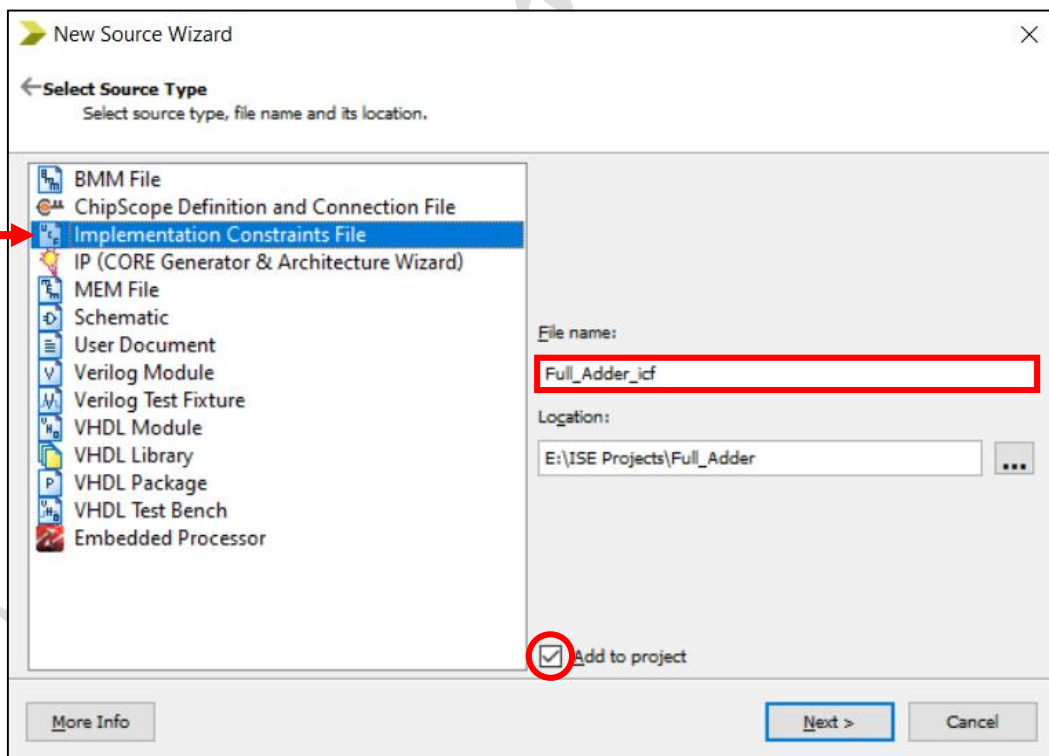 New Source Wizard
Select Source Type
Select source type, file name and its location.
BMM File
ChipScope Definition and Connection File
Implementation Constraints File
IP (CORE Generator & Architecture Wizard)
MEM File
Schematic
User Document
Verilog Module
Verilog Test Fixture
VHDL Module
VHDL Library
VHDL Package
VHDL Test Bench
Embedded Processor
File name:
Full_Adder_icf
Location:
E:\ISE Projects\Full_Adder
...
Add to project
More Info
Next >
Cancel